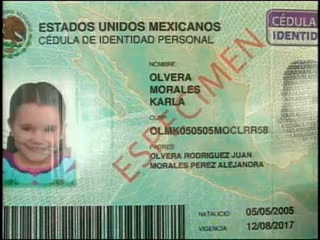 ESTADOS UNIDOS MEXICANOS
CÉDULA DE IDENTIDAD PERSONAL
CÉDULA
IDENTID
NOMBRE
OLVERA
MORALES
KARLA
CURP
OLMK050505MOCLRR58
PADRES
OLVERA RODRIGUEZ JUAN
MORALES PEREZ ALEJANDRA
ESPECIMEN
NATALICIO 05/05/2005
VIGENCIA 12/08/2017